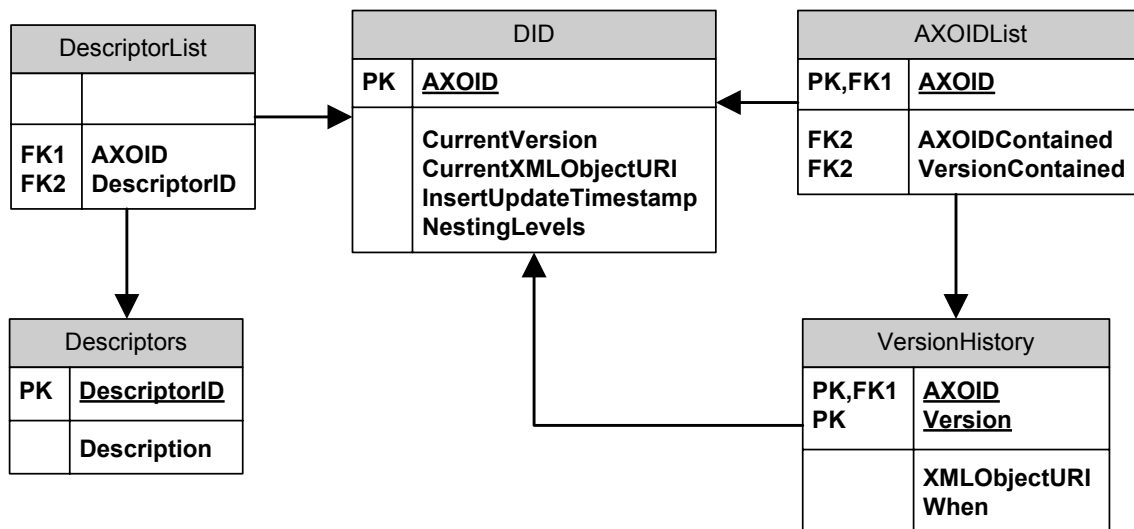 DescriptorList
FK1 AXOID
FK2 DescriptorID
DID
PK AXOID
CurrentVersion
CurrentXMLObjectURI
InsertUpdateTimestamp
NestingLevels
AXOIDList
PK,FK1 AXOID
FK2 AXOIDContained
FK2 VersionContained
Descriptors
PK DescriptorID
Description
VersionHistory
PK,FK1 AXOID
PK Version
XMLObjectURI
When